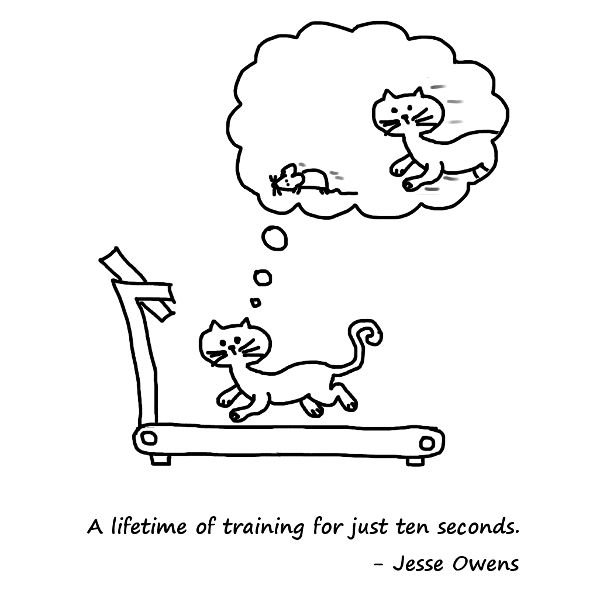 A lifetime of training for just ten seconds.
- Jesse Owens